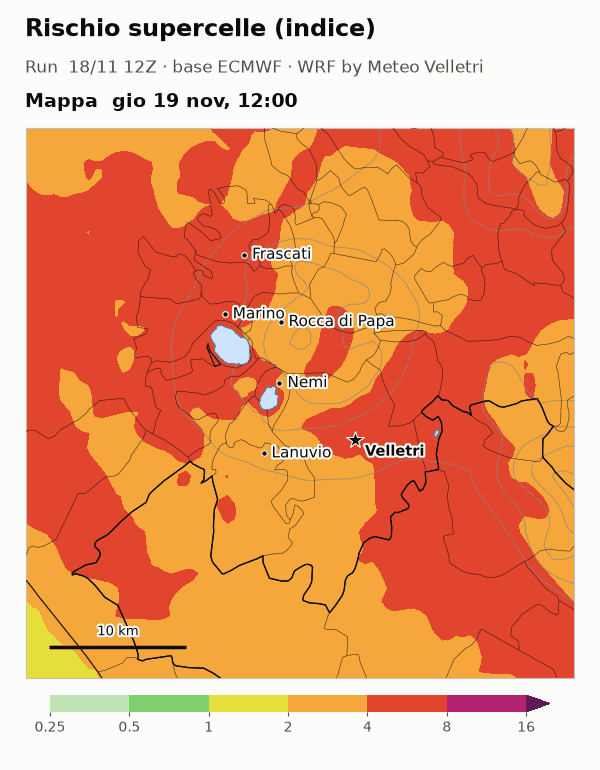 Rischio supercelle (indice)
Run  18/11 12Z · base ECMWF · WRF by Meteo Velletri
Mappa  gio 19 nov, 12:00
Frascati
Marino
Rocca di Papa
Nemi
Velletri
Lanuvio
10 km
0.25 0.5 1 2 4 8 16